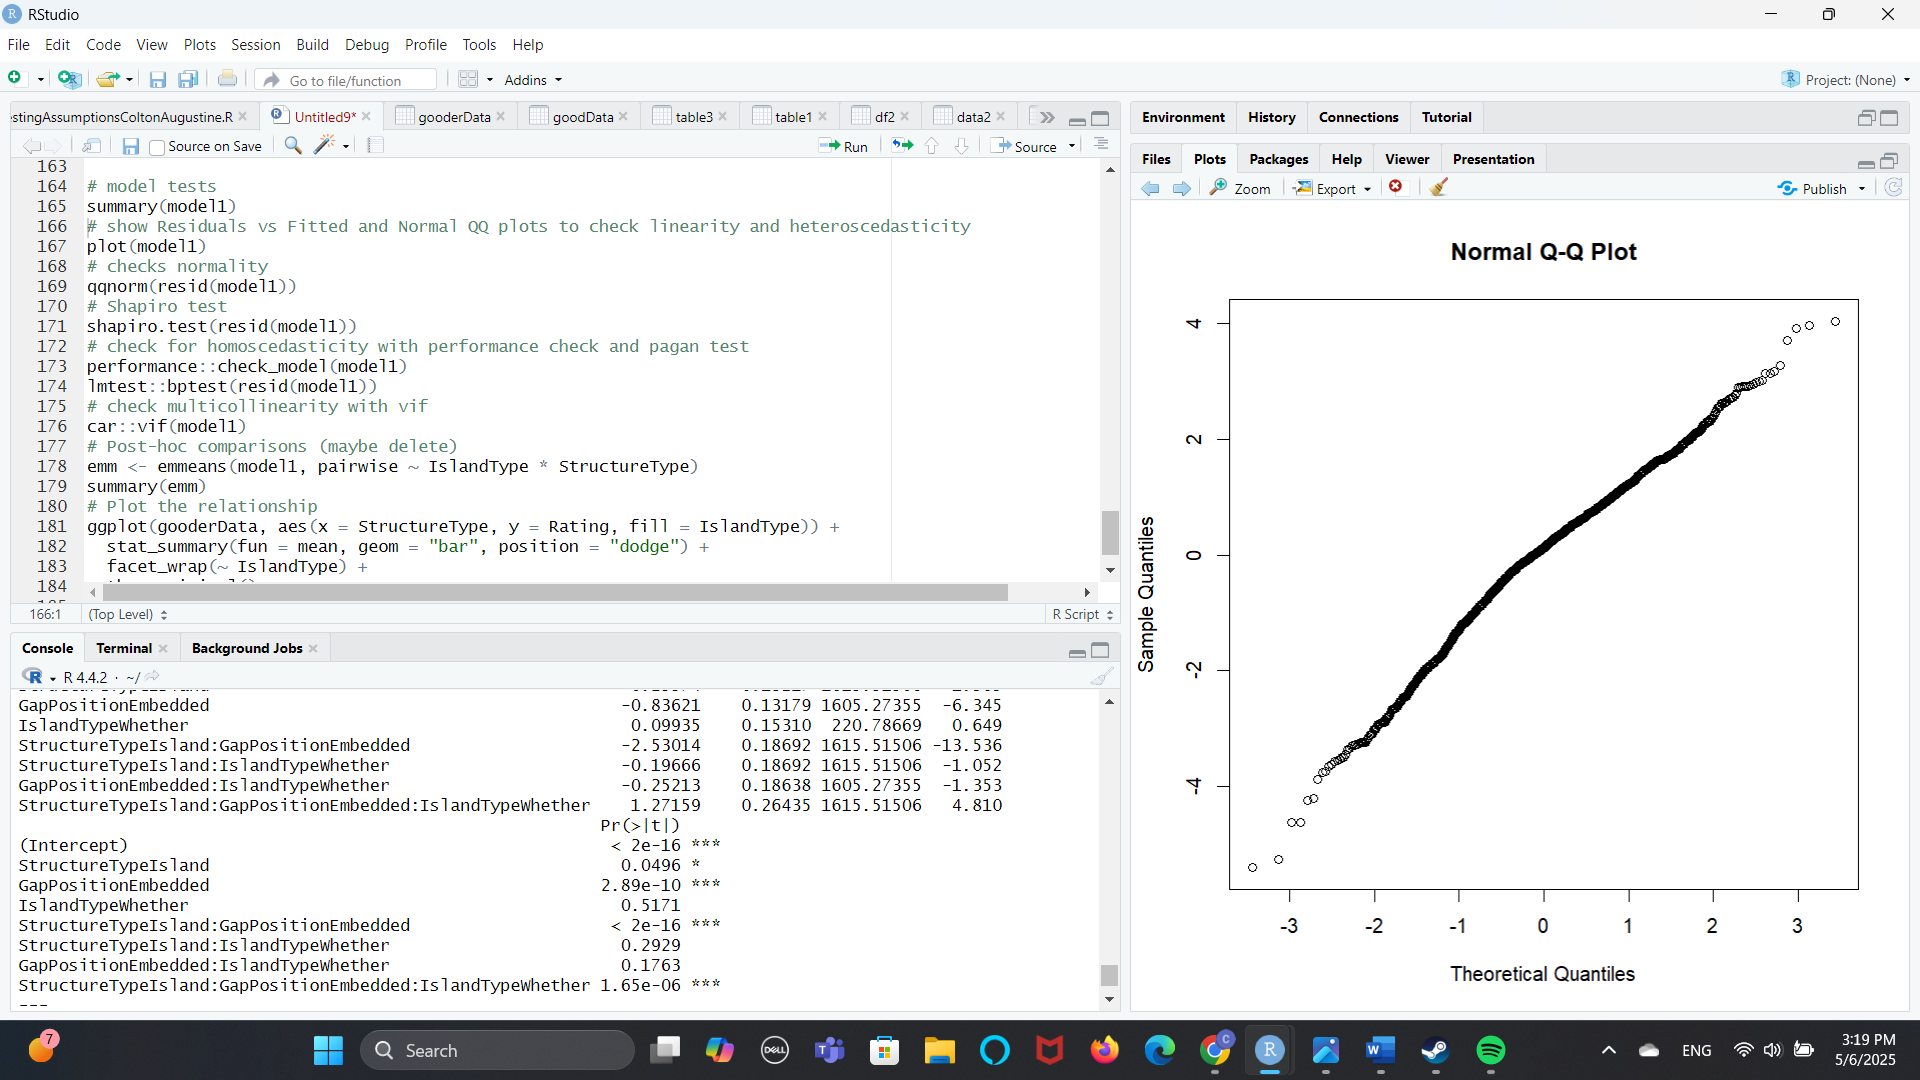 RStudio
File Edit Code View Plots Session Build Debug Profile Tools Help
Go to file/function Addins Project: (None)
estingAssumptionsColtonAugustine.R Untitled9* gooderData goodData table3 table1 df2 data2
Source on Save Run Source
163
164 # model tests
165 summary(model1)
166 # show Residuals vs Fitted and Normal QQ plots to check linearity and heteroscedasticity
167 plot(model1)
168 # checks normality
169 qqnorm(resid(model1))
170 # Shapiro test
171 shapiro.test(resid(model1))
172 # check for homoscedasticity with performance check and pagan test
173 performance::check_model(model1)
174 lmtest::bptest(resid(model1))
175 # check multicollinearity with vif
176 car::vif(model1)
177 # Post-hoc comparisons (maybe delete)
178 emm <- emmeans(model1, pairwise ~ IslandType * StructureType)
179 summary(emm)
180 # Plot the relationship
181 ggplot(gooderData, aes(x = StructureType, y = Rating, fill = IslandType)) +
182 stat_summary(fun = mean, geom = "bar", position = "dodge") +
183 facet_wrap(~ IslandType) +
184
166:1 (Top Level) R Script
Console Terminal Background Jobs
R 4.4.2 · ~/
GapPositionEmbedded -0.83621 0.13179 1605.27355 -6.345
IslandTypeWhether 0.09935 0.15310 220.78669 0.649
StructureTypeIsland:GapPositionEmbedded -2.53014 0.18692 1615.51506 -13.536
StructureTypeIsland:IslandTypeWhether -0.19666 0.18692 1615.51506 -1.052
GapPositionEmbedded:IslandTypeWhether -0.25213 0.18638 1605.27355 -1.353
StructureTypeIsland:GapPositionEmbedded:IslandTypeWhether 1.27159 0.26435 1615.51506 4.810
Pr(>|t|)
(Intercept) < 2e-16 ***
StructureTypeIsland 0.0496 *
GapPositionEmbedded 2.89e-10 ***
IslandTypeWhether 0.5171
StructureTypeIsland:GapPositionEmbedded < 2e-16 ***
StructureTypeIsland:IslandTypeWhether 0.2929
GapPositionEmbedded:IslandTypeWhether 0.1763
StructureTypeIsland:GapPositionEmbedded:IslandTypeWhether 1.65e-06 ***
---
Environment History Connections Tutorial
Files Plots Packages Help Viewer Presentation
Zoom Export Publish
Normal Q-Q Plot
Sample Quantiles
4
2
0
-2
-4
-3 -2 -1 0 1 2 3
Theoretical Quantiles
7 Search DELL ENG 3:19 PM
5/6/2025